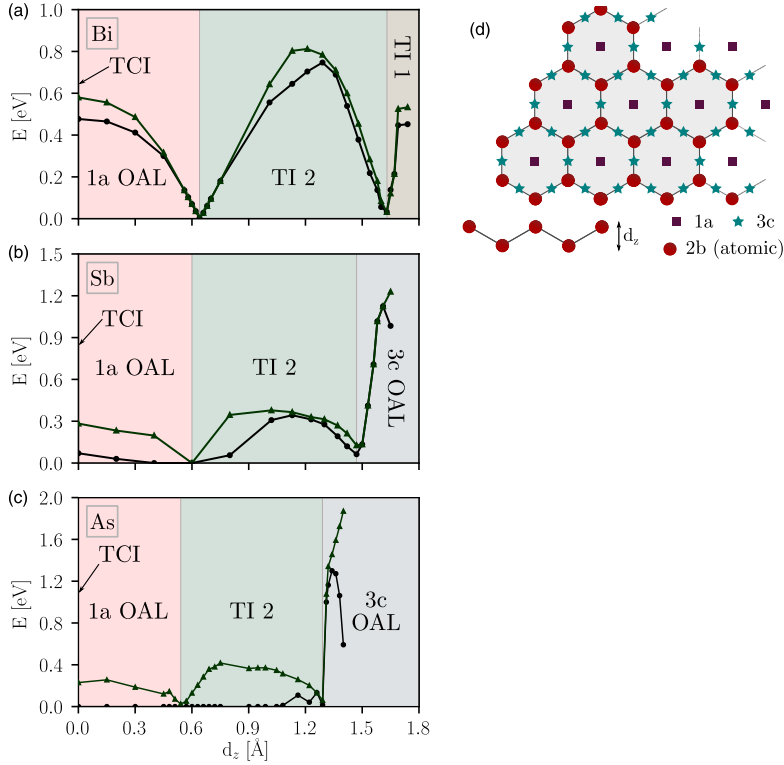 (a)
Bi
TCI
1a OAL
TI 2
TI 1
E [eV]
1.0
0.8
0.6
0.4
0.2
0.0
(b)
Sb
TCI
1a OAL
TI 2
3c OAL
E [eV]
1.5
1.2
0.9
0.6
0.3
0.0
(c)
As
TCI
1a OAL
TI 2
3c
OAL
E [eV]
2.0
1.6
1.2
0.8
0.4
0.0
0.0 0.3 0.6 0.9 1.2 1.5 1.8
d_z [Å]
(d)
d_z
1a 3c
2b (atomic)